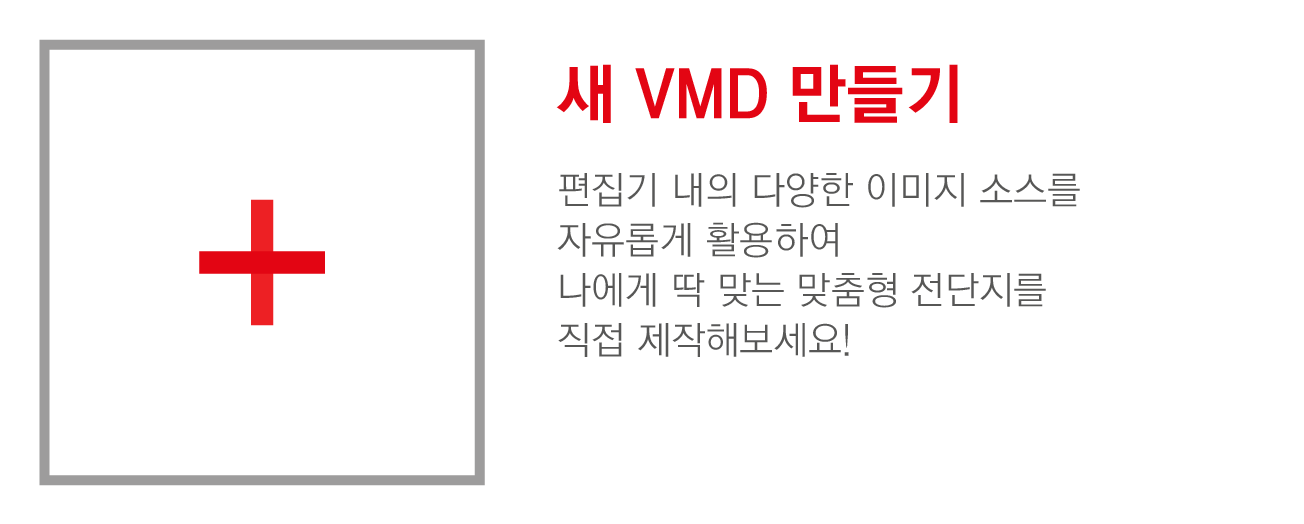 새 VMD 만들기
편집기 내의 다양한 이미지 소스를
자유롭게 활용하여
나에게 딱 맞는 맞춤형 전단지를
직접 제작해보세요!